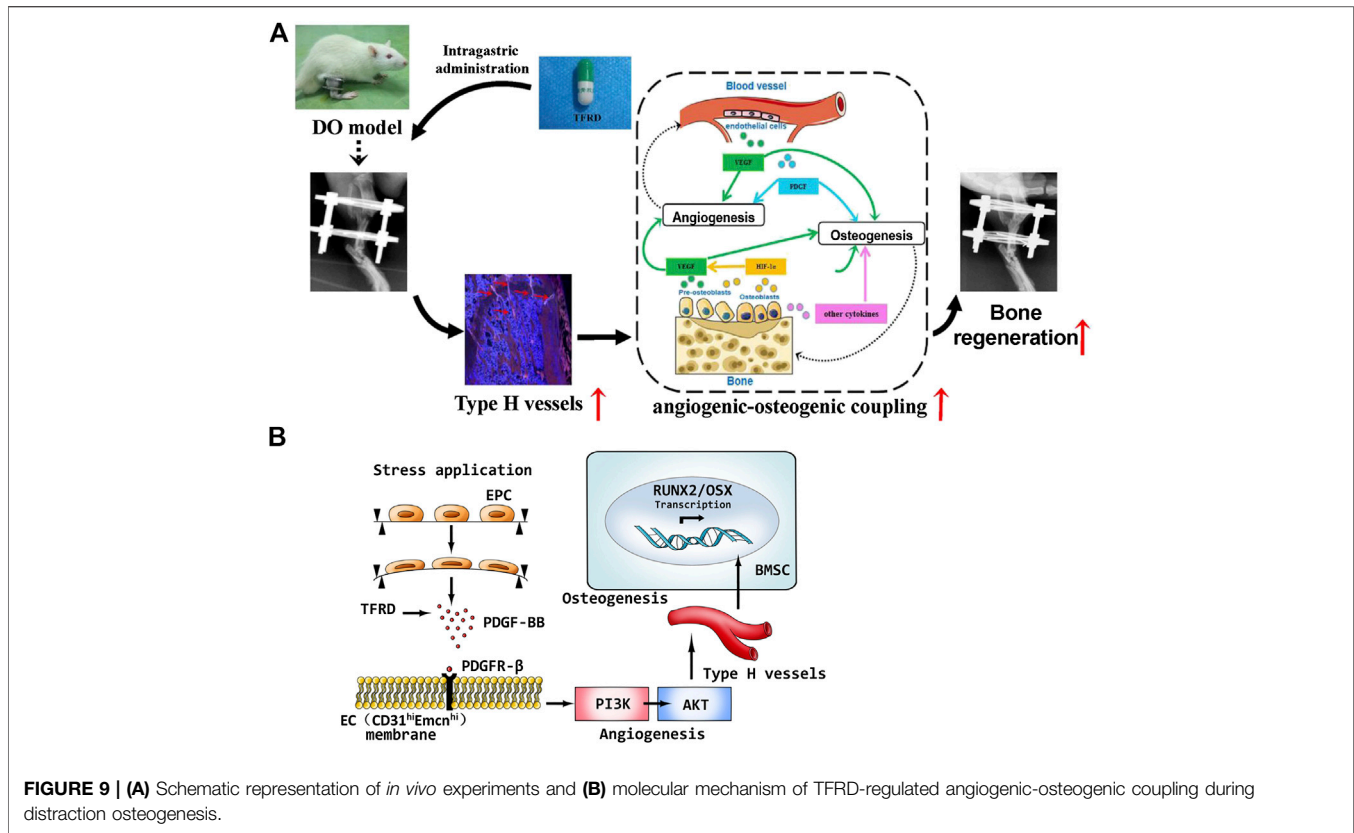 A
Intragastric
administration
TFRD
DO model
Blood vessel
endothelial cells
VEGF
PDGF
Angiogenesis
Osteogenesis
VEGF
HIF-1α
Pre-osteoblasts
Osteoblasts
other cytokines
Bone
Bone
regeneration
Type H vessels
angiogenic-osteogenic coupling
B
Stress application
EPC
RUNX2/OSX
Transcription
BMSC
Osteogenesis
TFRD
PDGF-BB
Type H vessels
PDGFR-β
PI3K
AKT
EC (CD31hiEmcnhi)
membrane
Angiogenesis
FIGURE 9 | (A) Schematic representation of in vivo experiments and (B) molecular mechanism of TFRD-regulated angiogenic-osteogenic coupling during
distraction osteogenesis.